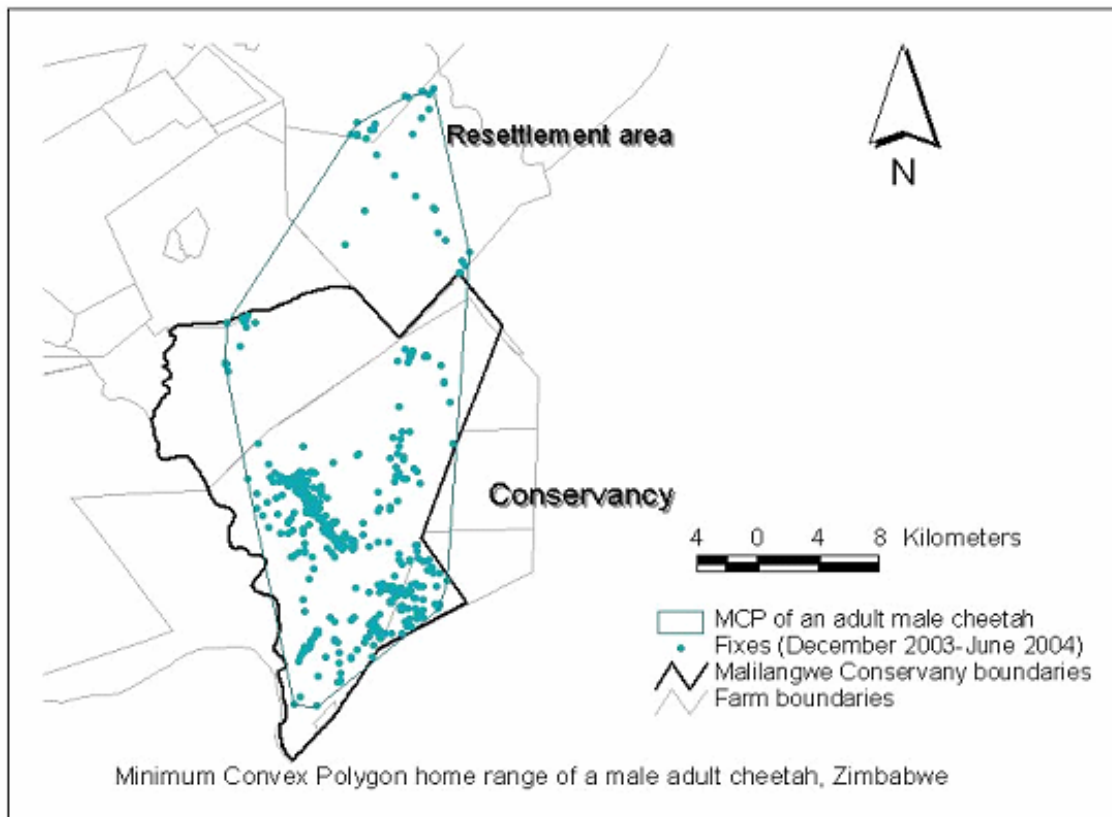 Resettlement area
N
Conservancy
4 0 4 8 Kilometers
MCP of an adult male cheetah
Fixes (December 2003-June 2004)
Malilangwe Conservany boundaries
Farm boundaries
Minimum Convex Polygon home range of a male adult cheetah, Zimbabwe